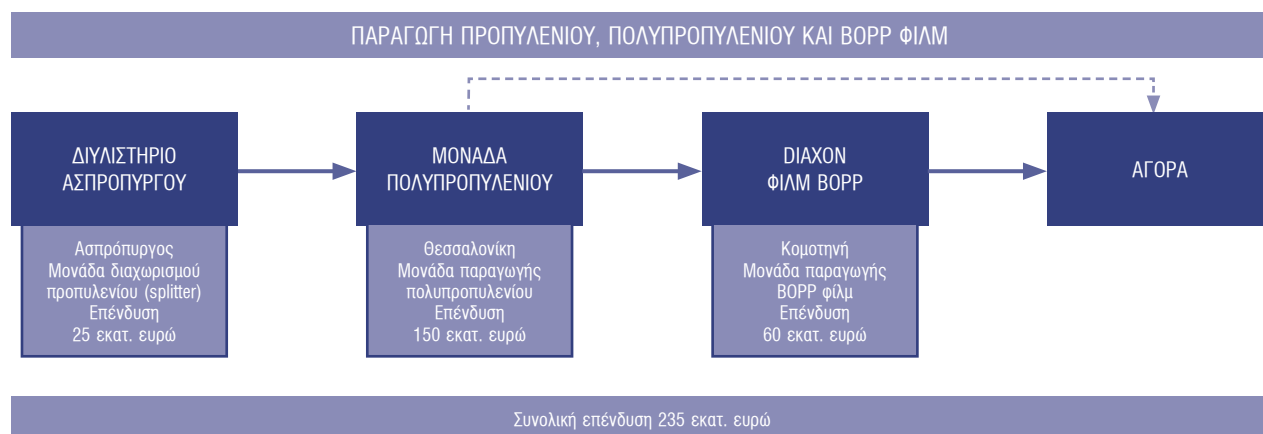 ΠΑΡΑΓΩΓΗ ΠΡΟΠΥΛΕΝΙΟΥ, ΠΟΛΥΠΡΟΠΥΛΕΝΙΟΥ ΚΑΙ BOPP ΦΙΛΜ
ΔΙΥΛΙΣΤΗΡΙΟ
ΑΣΠΡΟΠΥΡΓΟΥ
Ασπρόπυργος
Μονάδα διαχωρισμού
προπυλενίου (splitter)
Επένδυση
25 εκατ. ευρώ
ΜΟΝΑΔΑ
ΠΟΛΥΠΡΟΠΥΛΕΝΙΟΥ
Θεσσαλονίκη
Μονάδα παραγωγής
πολυπροπυλενίου
Επένδυση
150 εκατ. ευρώ
DIAXON
ΦΙΛΜ BOPP
Κομοτηνή
Μονάδα παραγωγής
BOPP φίλμ
Επένδυση
60 εκατ. ευρώ
ΑΓΟΡΑ
Συνολική επένδυση 235 εκατ. ευρώ